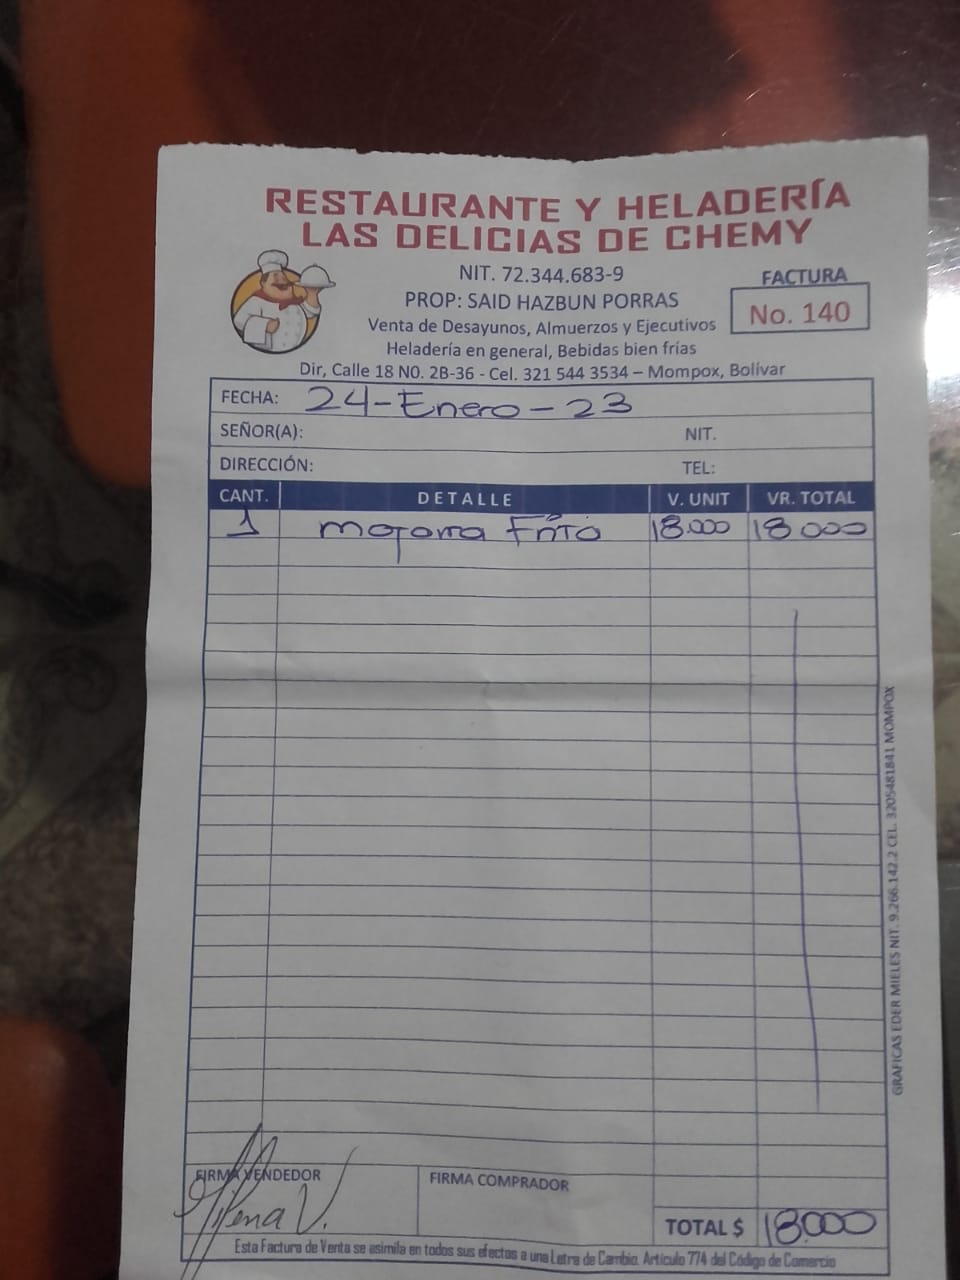 RESTAURANTE Y HELADERÍA
LAS DELICIAS DE CHEMY
NIT. 72.344.683-9
PROP: SAID HAZBUN PORRAS
Venta de Desayunos, Almuerzos y Ejecutivos
Heladería en general, Bebidas bien frías
Dir, Calle 18 N0. 2B-36 - Cel. 321 544 3534 – Mompox, Bolívar
FACTURA
No. 140
FECHA: 24-Enero-23
SEÑOR(A): NIT.
DIRECCIÓN: TEL:
CANT. DETALLE V. UNIT VR. TOTAL
1 mojarra Frita 18.000 18.000
GRAFICAS EDER MIELES NIT. 9.266.142.2 CEL. 3205481841 MOMPOX
FIRMA VENDEDOR FIRMA COMPRADOR
V.
TOTAL $ 18.000
Esta Factura de Venta se asimila en todos sus efectos a una Letra de Cambio. Artículo 774 del Código de Comercio